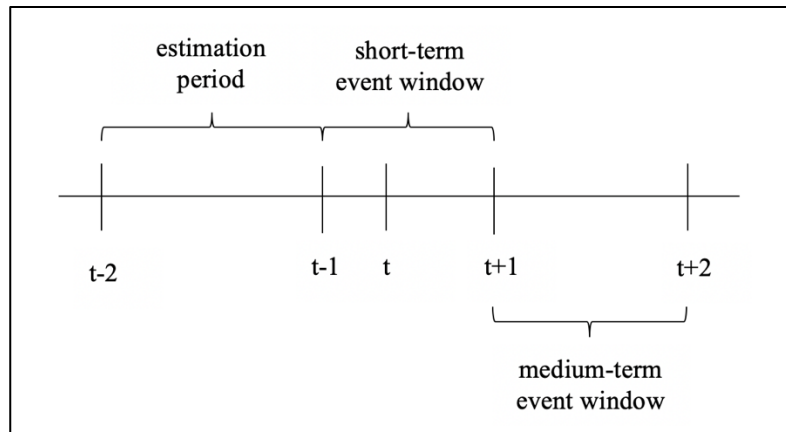 estimation
period
short-term
event window
t-2
t-1
t
t+1
t+2
medium-term
event window